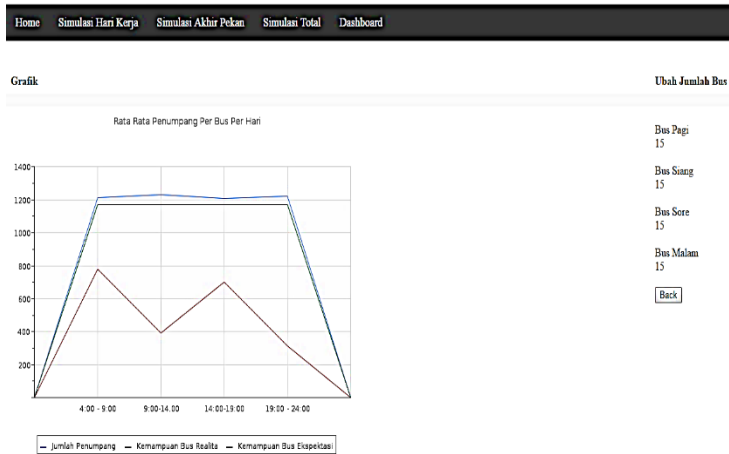 Home Simulasi Hari Kerja Simulasi Akhir Pekan Simulasi Total Dashboard
Grafik
Ubah Jumlah Bus
Rata Rata Penumpang Per Bus Per Hari
1400
1200
1000
800
600
400
200
4:00 - 9:00 9:00-14.00 14:00-19:00 19:00 - 24:00
Jumlah Penumpang Kemampuan Bus Realita Kemampuan Bus Ekspektasi
Bus Pagi
15
Bus Siang
15
Bus Sore
15
Bus Malam
15
Back